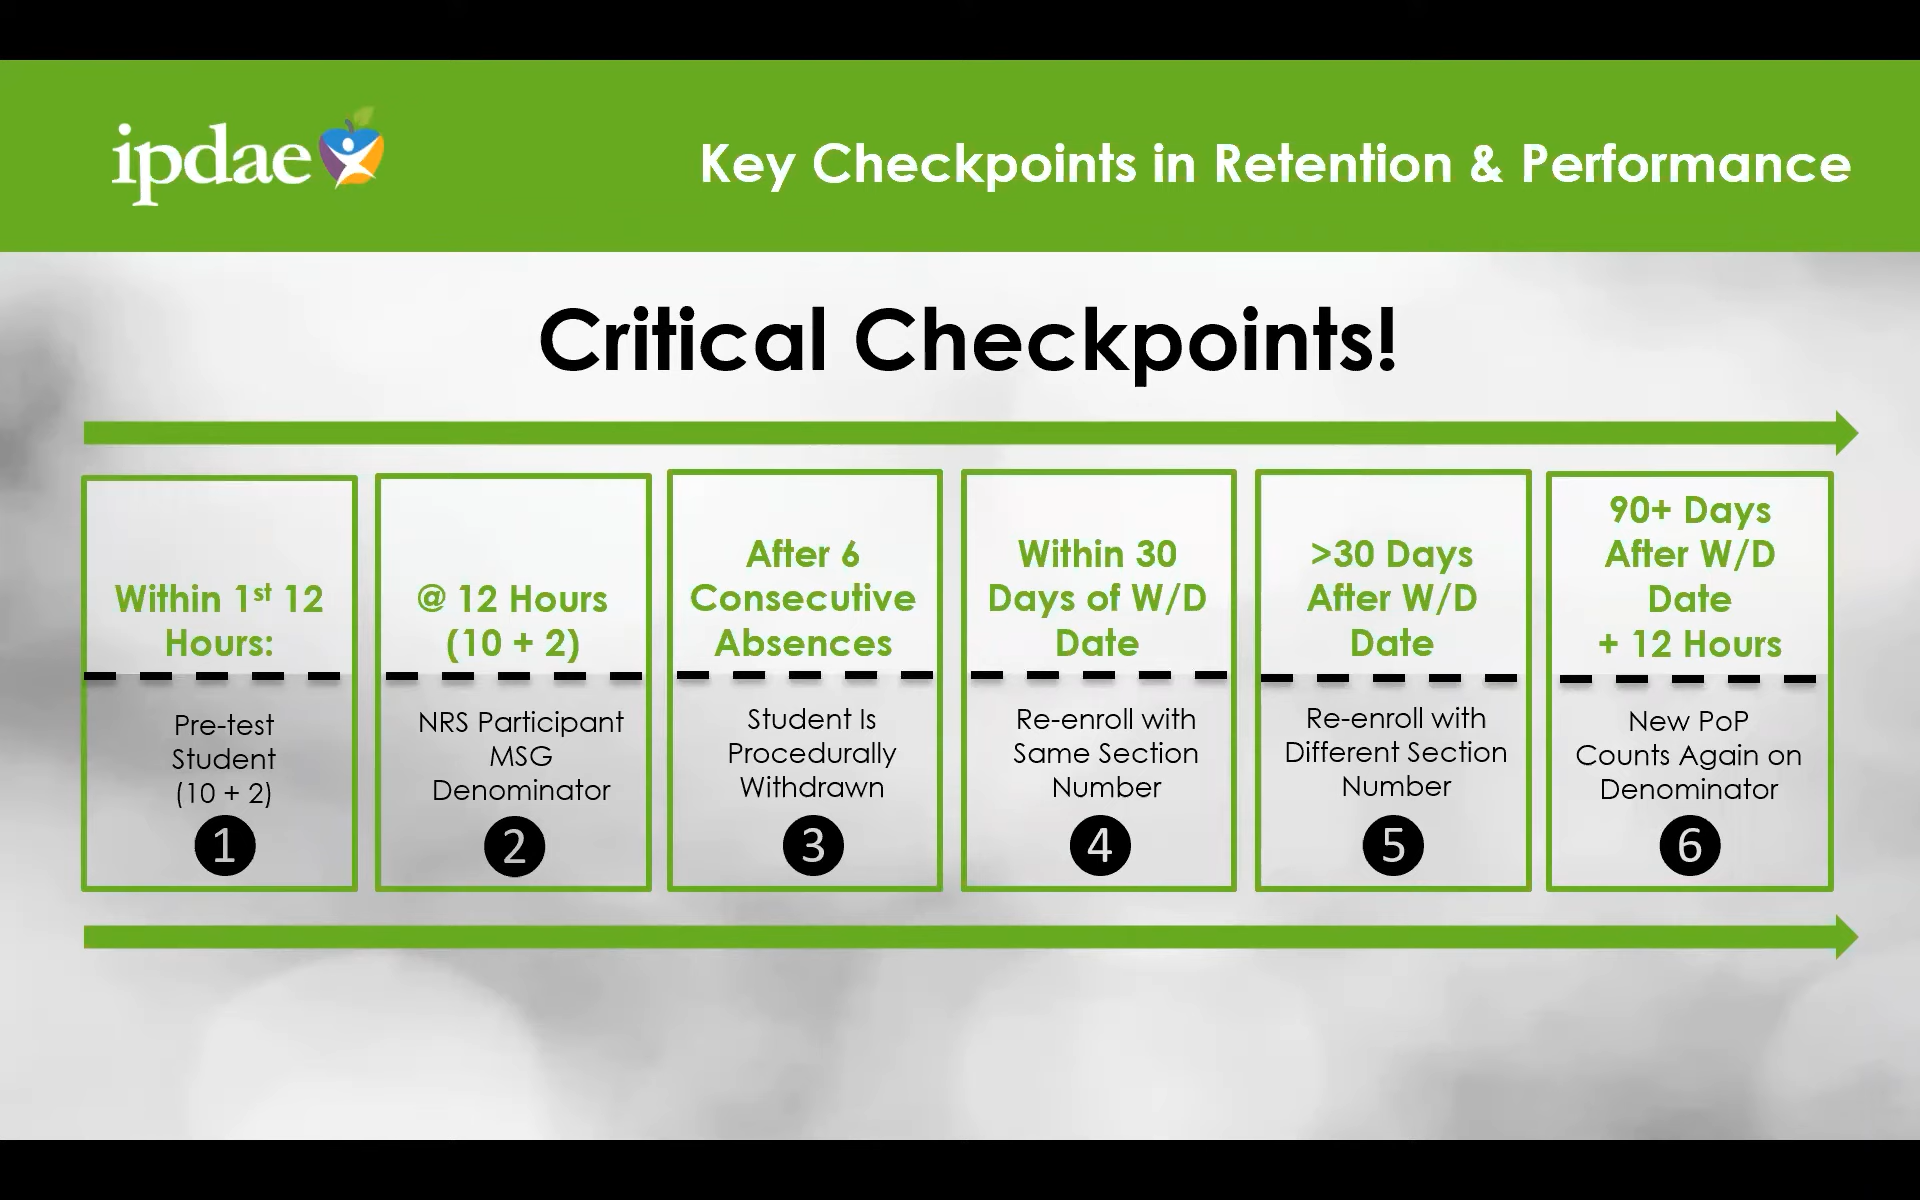 ipdae
Key Checkpoints in Retention & Performance
Critical Checkpoints!
Within 1st 12
Hours:
Pre-test
Student
(10 + 2)
1
@ 12 Hours
(10 + 2)
NRS Participant
MSG
Denominator
2
After 6
Consecutive
Absences
Student Is
Procedurally
Withdrawn
3
Within 30
Days of W/D
Date
Re-enroll with
Same Section
Number
4
>30 Days
After W/D
Date
Re-enroll with
Different Section
Number
5
90+ Days
After W/D
Date
+ 12 Hours
New PoP
Counts Again on
Denominator
6